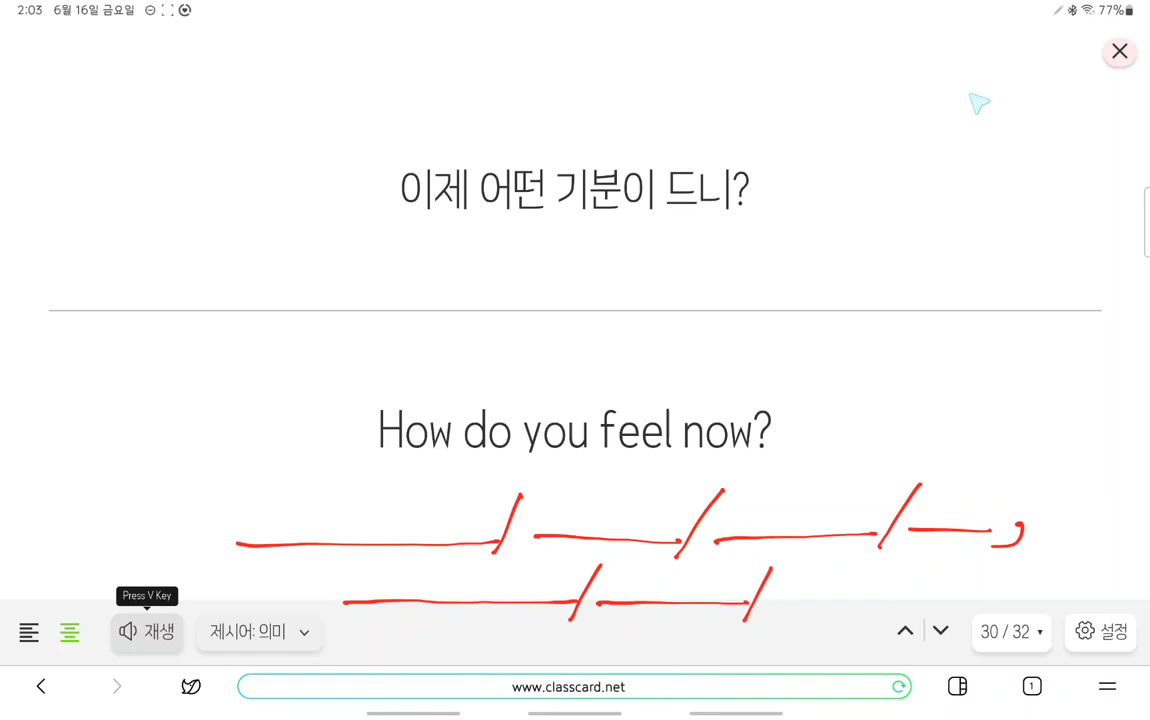 2:03 6월 16일 금요일
77%
이제 어떤 기분이 드니?
How do you feel now?
Press V Key
재생
제시어: 의미
30 / 32
설정
www.classcard.net
1